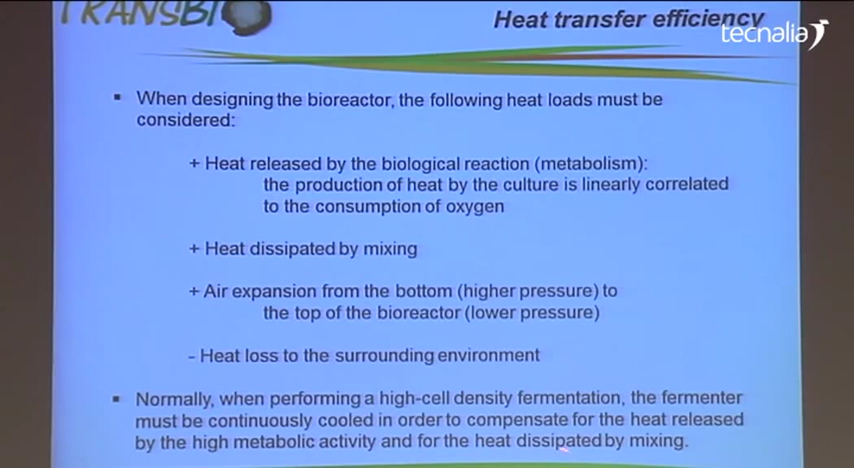 TRANSBIO
Heat transfer efficiency
tecnalia
▪ When designing the bioreactor, the following heat loads must be
considered:
+ Heat released by the biological reaction (metabolism):
the production of heat by the culture is linearly correlated
to the consumption of oxygen
+ Heat dissipated by mixing
+ Air expansion from the bottom (higher pressure) to
the top of the bioreactor (lower pressure)
- Heat loss to the surrounding environment
▪ Normally, when performing a high-cell density fermentation, the fermenter
must be continuously cooled in order to compensate for the heat released
by the high metabolic activity and for the heat dissipated by mixing.